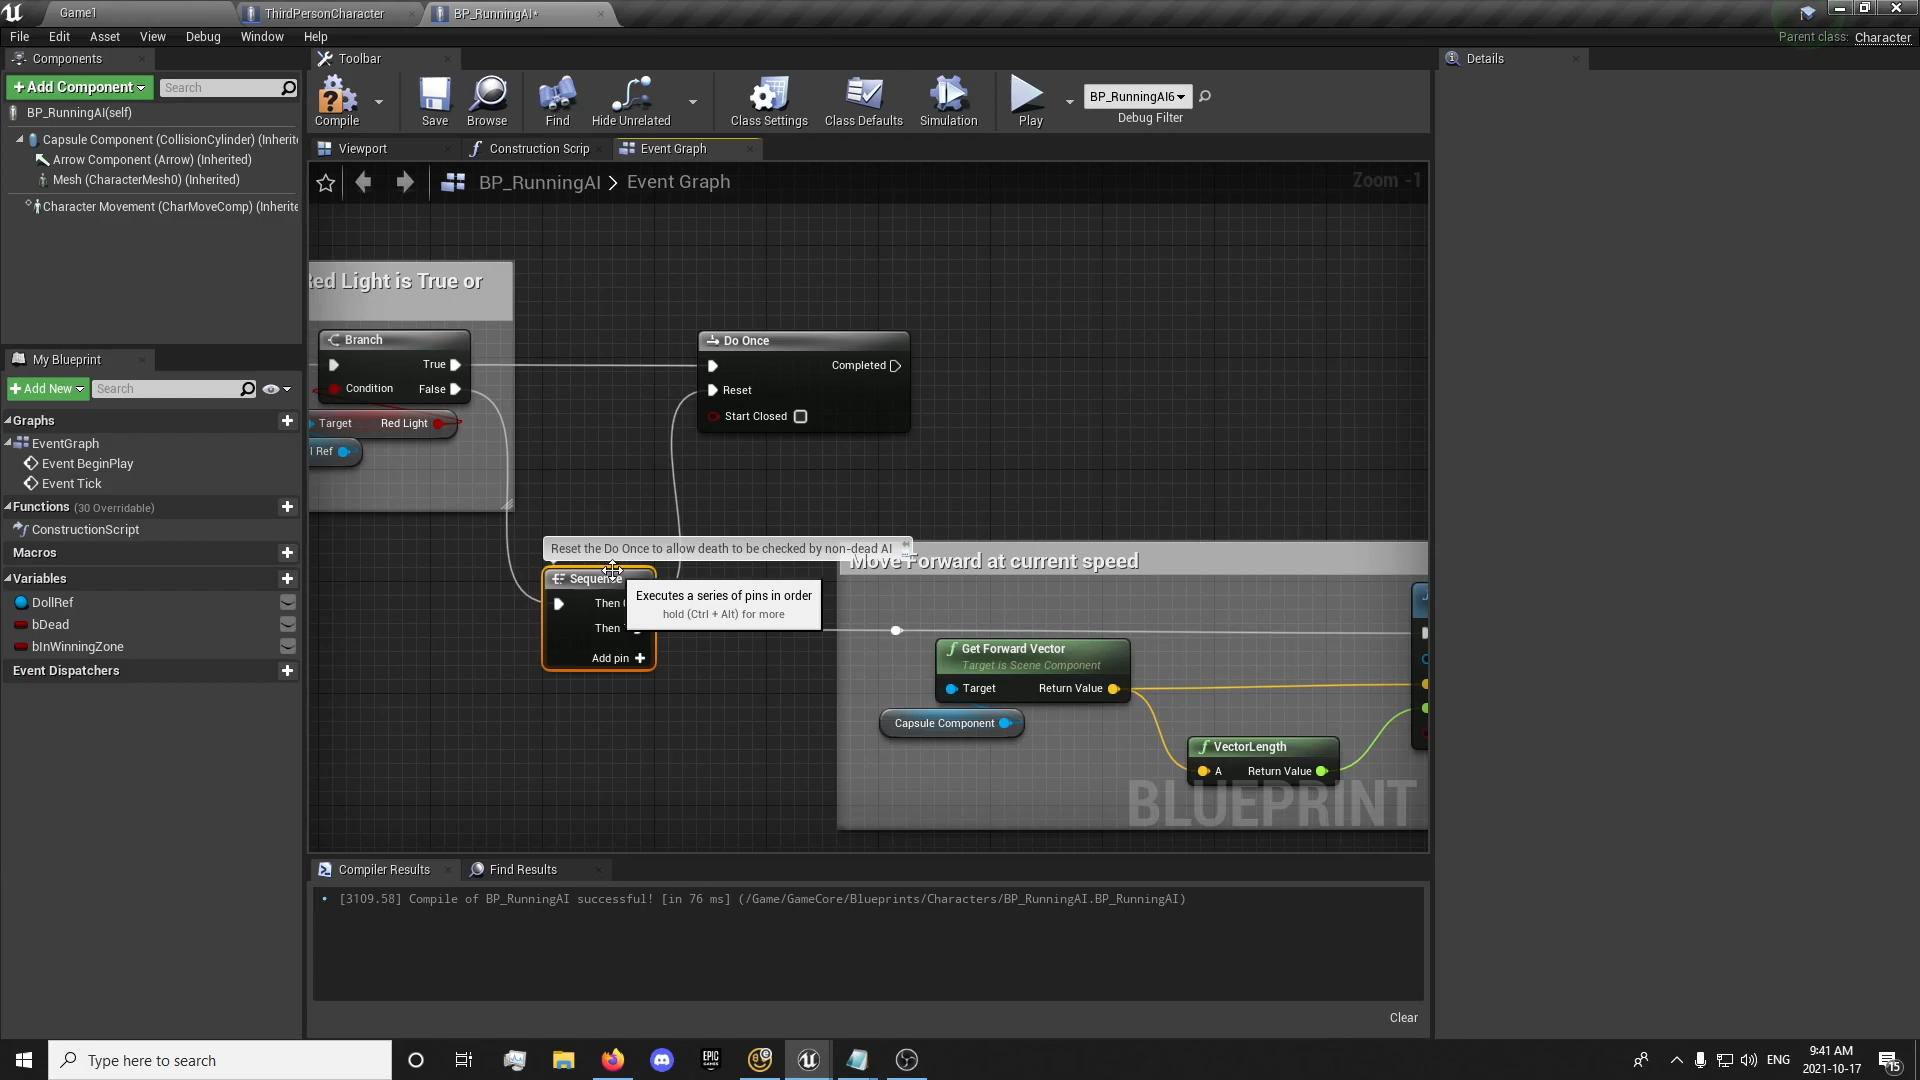 Game1
ThirdPersonCharacter
BP_RunningAI*
File Edit Asset View Debug Window Help
Parent class: Character
Components
+Add Component
Search
BP_RunningAI(self)
Capsule Component (CollisionCylinder) (Inherit
Arrow Component (Arrow) (Inherited)
Mesh (CharacterMesh0) (Inherited)
Character Movement (CharMoveComp) (Inherite
My Blueprint
+Add New
Search
Graphs
EventGraph
Event BeginPlay
Event Tick
Functions (30 Overridable)
ConstructionScript
Macros
Variables
DollRef
bDead
bInWinningZone
Event Dispatchers
Toolbar
Compile
Save
Browse
Find
Hide Unrelated
Class Settings
Class Defaults
Simulation
Play
BP_RunningAI6
Debug Filter
Viewport
Construction Scrip
Event Graph
BP_RunningAI > Event Graph
Zoom -1
Red Light is True or
Branch
True
Condition
False
Target Red Light
l Ref
Do Once
Completed
Reset
Start Closed
Reset the Do Once to allow death to be checked by non-dead AI
Sequence
Then
Then
Add pin +
Executes a series of pins in order
hold (Ctrl + Alt) for more
Move Forward at current speed
Get Forward Vector
Target is Scene Component
Target Return Value
Capsule Component
VectorLength
A Return Value
BLUEPRINT
Compiler Results
Find Results
[3109.58] Compile of BP_RunningAI successful! [in 76 ms] (/Game/GameCore/Blueprints/Characters/BP_RunningAI.BP_RunningAI)
Clear
Details
Type here to search
EPIC
ENG
9:41 AM
2021-10-17
15